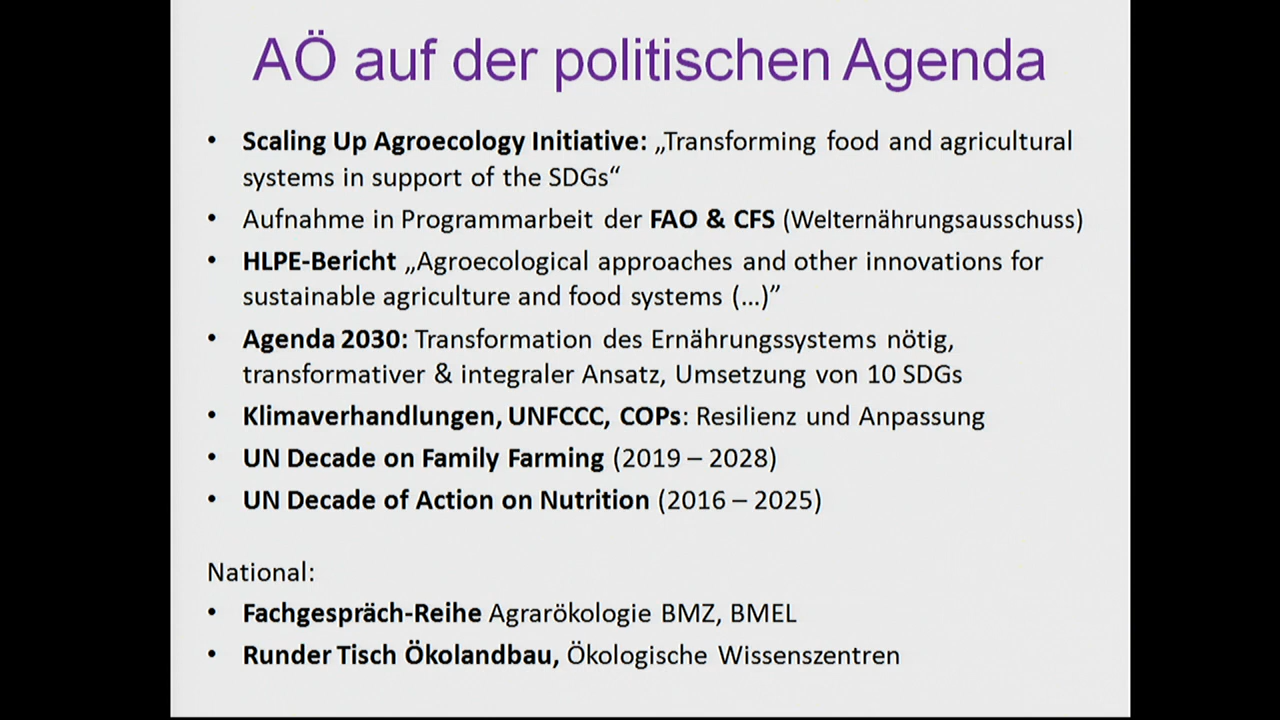 AÖ auf der politischen Agenda
• Scaling Up Agroecology Initiative: „Transforming food and agricultural
systems in support of the SDGs“
• Aufnahme in Programmarbeit der FAO & CFS (Welternährungsausschuss)
• HLPE-Bericht „Agroecological approaches and other innovations for
sustainable agriculture and food systems (...)”
• Agenda 2030: Transformation des Ernährungssystems nötig,
transformativer & integraler Ansatz, Umsetzung von 10 SDGs
• Klimaverhandlungen, UNFCCC, COPs: Resilienz und Anpassung
• UN Decade on Family Farming (2019 – 2028)
• UN Decade of Action on Nutrition (2016 – 2025)
National:
• Fachgespräch-Reihe Agrarökologie BMZ, BMEL
• Runder Tisch Ökolandbau, Ökologische Wissenszentren